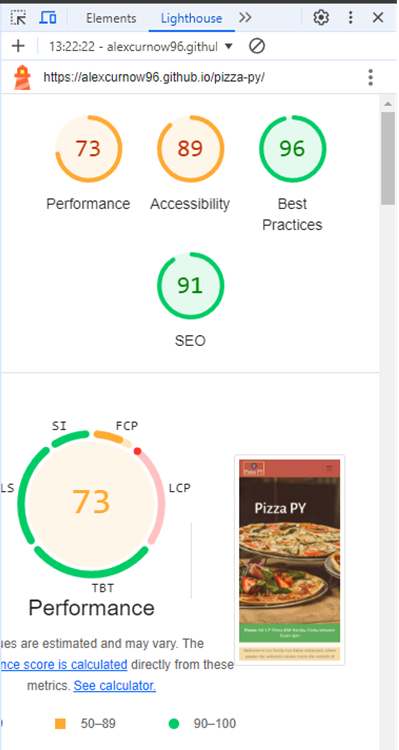 Elements
Lighthouse
13:22:22 - alexcurnow96.githul
https://alexcurnow96.github.io/pizza-py/
73
89
96
Performance
Accessibility
Best
Practices
91
SEO
SI
FCP
LS
LCP
73
TBT
Performance
Pizza PY
Pizza PY
ues are estimated and may vary. The
nce score is calculated directly from these
metrics. See calculator.
50–89
90–100